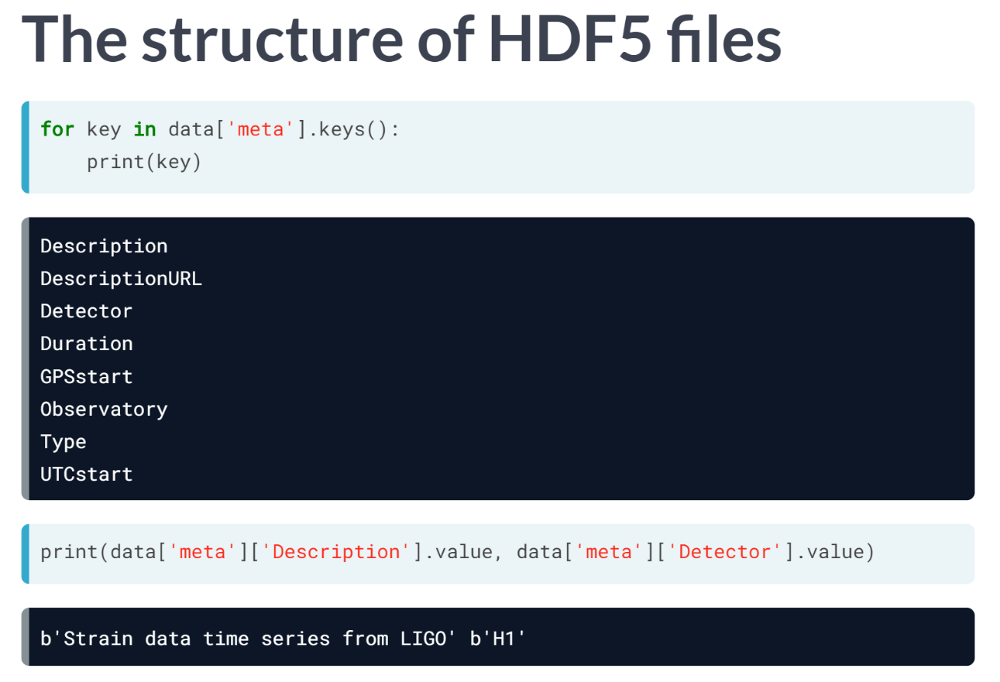 The structure of HDF5 files
for key in data['meta'].keys():
    print(key)
Description
DescriptionURL
Detector
Duration
GPSstart
Observatory
Type
UTCstart
print(data['meta']['Description'].value, data['meta']['Detector'].value)
b'Strain data time series from LIGO' b'H1'